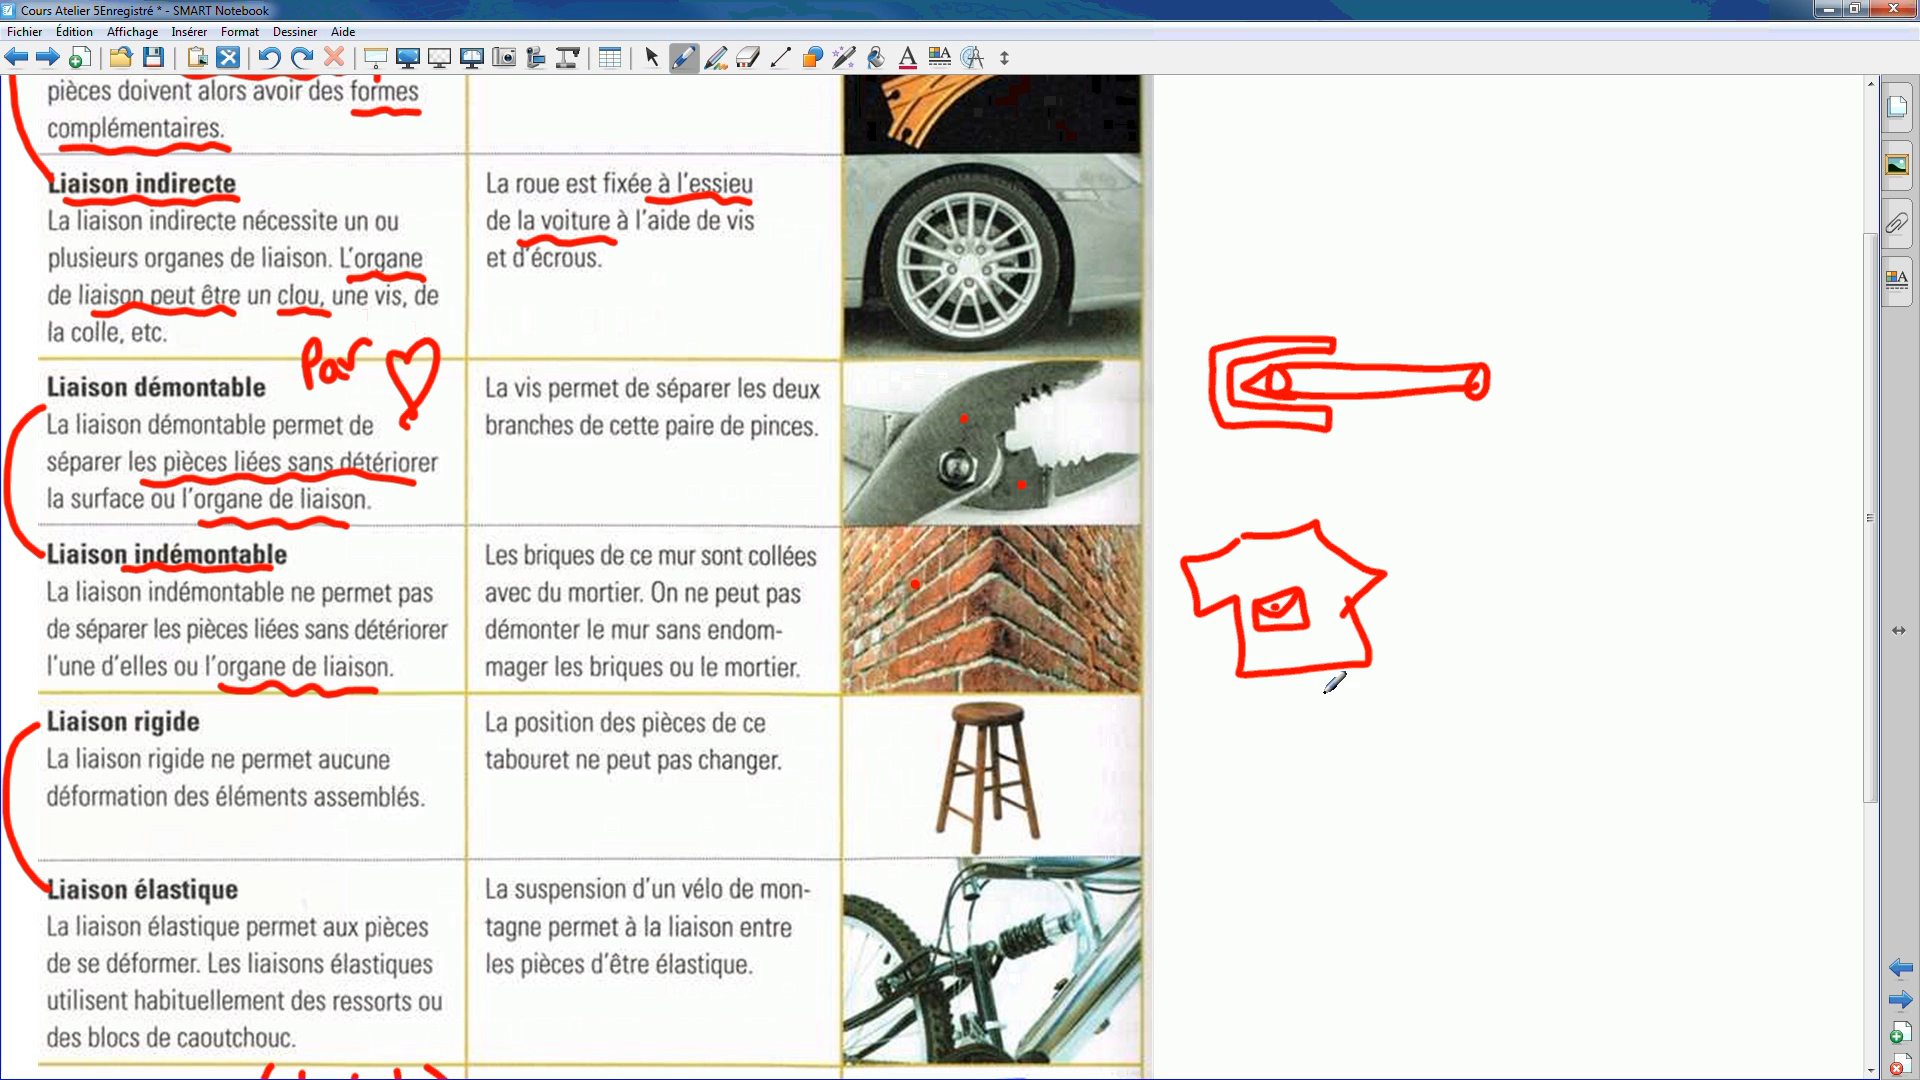 Cours Atelier 5Enregistré * - SMART Notebook
Fichier Édition Affichage Insérer Format Dessiner Aide
pièces doivent alors avoir des formes
complémentaires.
Liaison indirecte
La liaison indirecte nécessite un ou
plusieurs organes de liaison. L'organe
de liaison peut être un clou, une vis, de
la colle, etc.
La roue est fixée à l'essieu
de la voiture à l'aide de vis
et d'écrous.
Par
Liaison démontable
La liaison démontable permet de
séparer les pièces liées sans détériorer
la surface ou l'organe de liaison.
La vis permet de séparer les deux
branches de cette paire de pinces.
Liaison indémontable
La liaison indémontable ne permet pas
de séparer les pièces liées sans détériorer
l'une d'elles ou l'organe de liaison.
Les briques de ce mur sont collées
avec du mortier. On ne peut pas
démonter le mur sans endom-
mager les briques ou le mortier.
Liaison rigide
La liaison rigide ne permet aucune
déformation des éléments assemblés.
La position des pièces de ce
tabouret ne peut pas changer.
Liaison élastique
La liaison élastique permet aux pièces
de se déformer. Les liaisons élastiques
utilisent habituellement des ressorts ou
des blocs de caoutchouc.
La suspension d'un vélo de mon-
tagne permet à la liaison entre
les pièces d'être élastique.